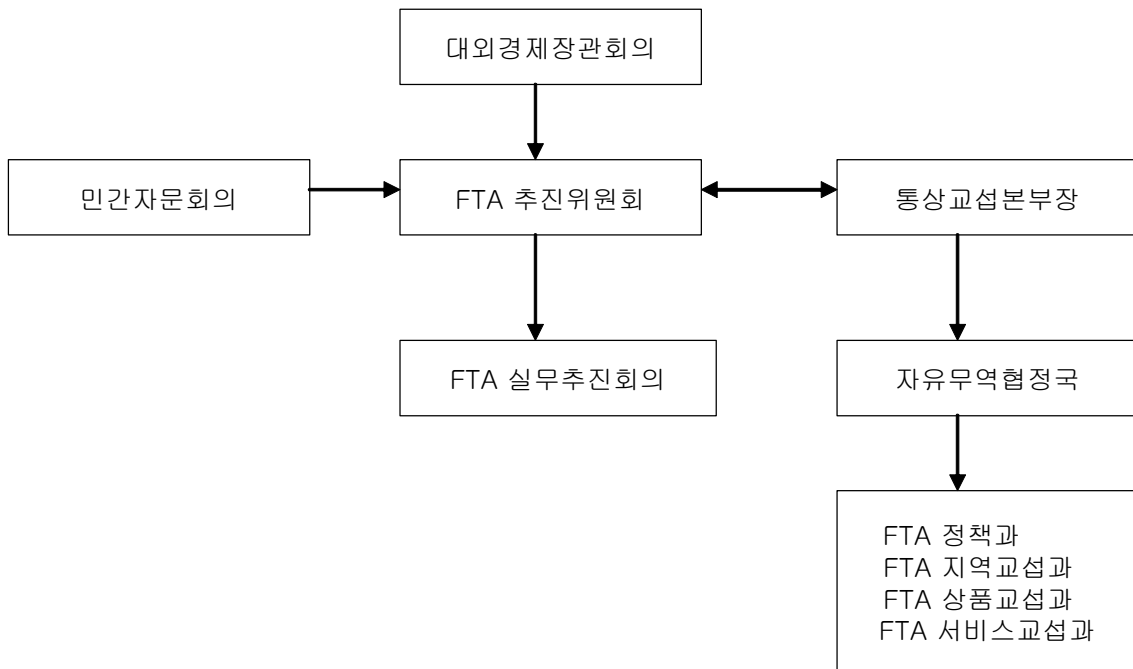 대외경제장관회의
민간자문회의
FTA 추진위원회
통상교섭본부장
FTA 실무추진회의
자유무역협정국
FTA 정책과
FTA 지역교섭과
FTA 상품교섭과
FTA 서비스교섭과